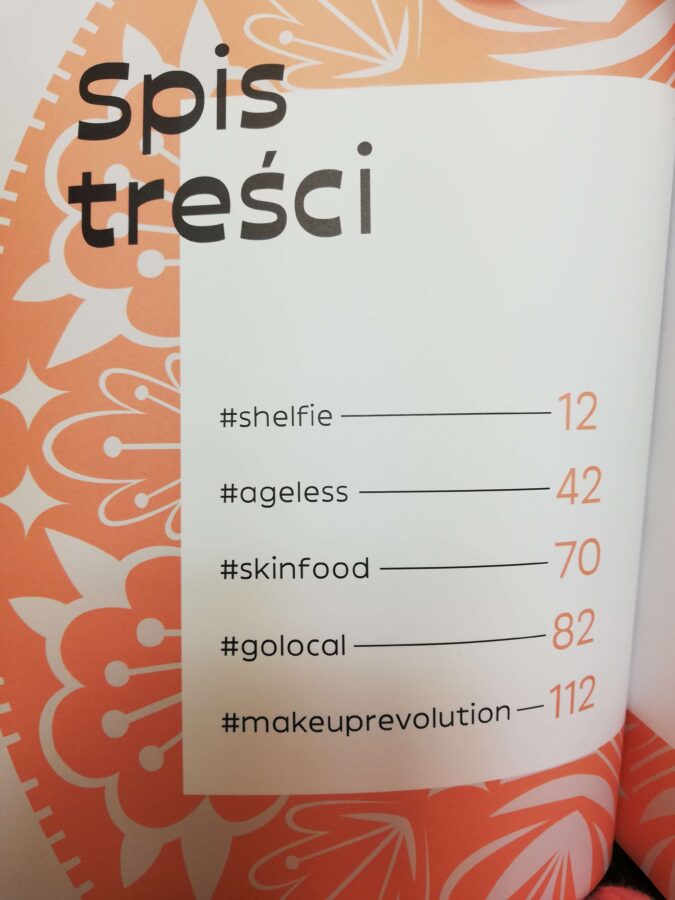 spis
treści
#shelfie 12
#ageless 42
#skinfood 70
#golocal 82
#makeuprevolution 112